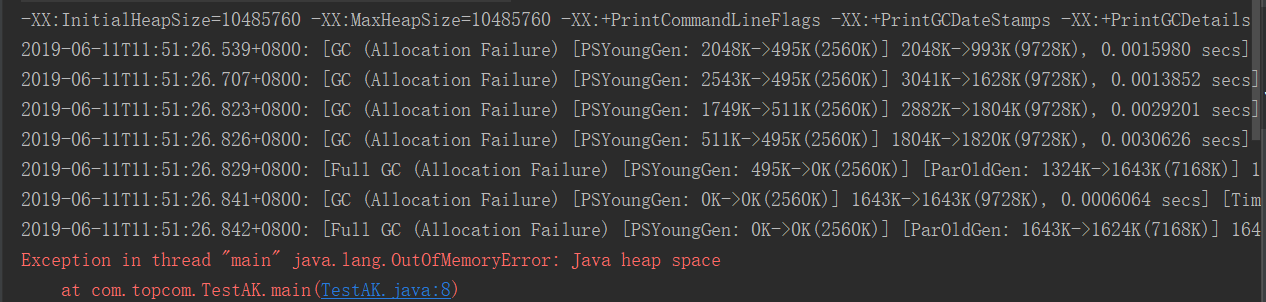 -XX:InitialHeapSize=10485760 -XX:MaxHeapSize=10485760 -XX:+PrintCommandLineFlags -XX:+PrintGCDateStamps -XX:+PrintGCDetails
2019-06-11T11:51:26.539+0800: [GC (Allocation Failure) [PSYoungGen: 2048K->495K(2560K)] 2048K->993K(9728K), 0.0015980 secs]
2019-06-11T11:51:26.707+0800: [GC (Allocation Failure) [PSYoungGen: 2543K->495K(2560K)] 3041K->1628K(9728K), 0.0013852 secs]
2019-06-11T11:51:26.823+0800: [GC (Allocation Failure) [PSYoungGen: 1749K->511K(2560K)] 2882K->1804K(9728K), 0.0029201 secs]
2019-06-11T11:51:26.826+0800: [GC (Allocation Failure) [PSYoungGen: 511K->495K(2560K)] 1804K->1820K(9728K), 0.0030626 secs]
2019-06-11T11:51:26.829+0800: [Full GC (Allocation Failure) [PSYoungGen: 495K->0K(2560K)] [ParOldGen: 1324K->1643K(7168K)] 1
2019-06-11T11:51:26.841+0800: [GC (Allocation Failure) [PSYoungGen: 0K->0K(2560K)] 1643K->1643K(9728K), 0.0006064 secs] [Tim
2019-06-11T11:51:26.842+0800: [Full GC (Allocation Failure) [PSYoungGen: 0K->0K(2560K)] [ParOldGen: 1643K->1624K(7168K)] 164
Exception in thread "main" java.lang.OutOfMemoryError: Java heap space
at com.topcom.TestAK.main(TestAK.java:8)